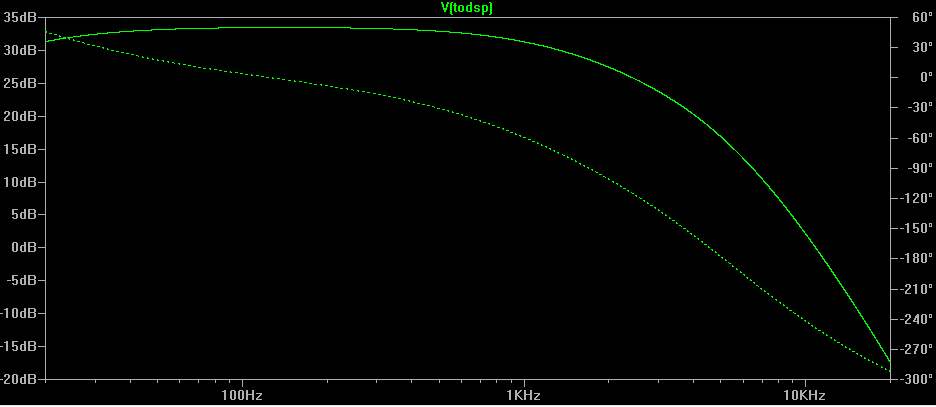 V(todsp)
35dB 60°
30dB 30°
25dB 0°
20dB -30°
15dB -60°
10dB -90°
5dB -120°
0dB -150°
-5dB -180°
-10dB -210°
-15dB -240°
-20dB -270°
-300°
100Hz 1KHz 10KHz